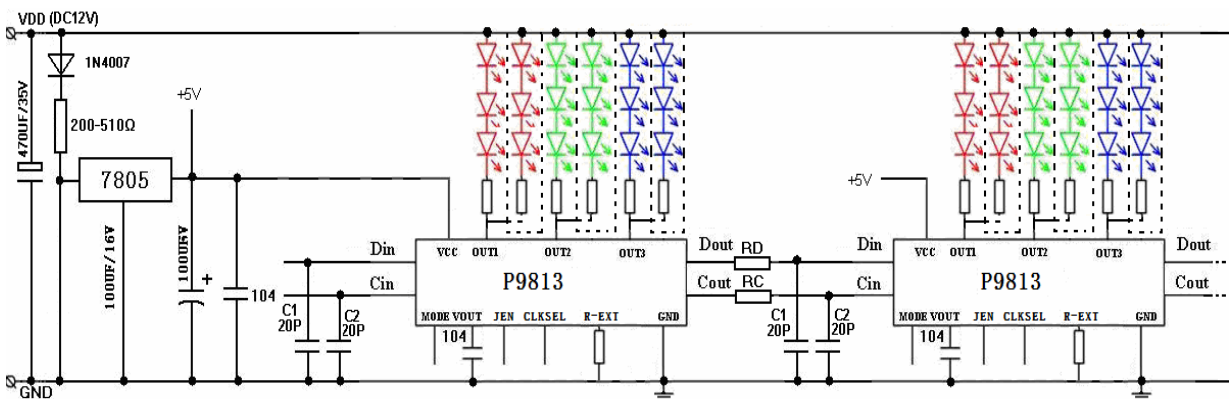 VDD (DC12V)
1N4007
470UF/35V
200-510Ω
+5V
7805
100UF/16V
100U6V
+
104
Din
Cin
C1
20P
C2
20P
VCC
OUT1
OUT2
OUT3
P9813
MODE
VOUT
JEN
CLKSEL
R-EXT
GND
104
Dout
Cout
RD
RC
C1
20P
C2
20P
+5V
Din
Cin
VCC
OUT1
OUT2
OUT3
P9813
MODE
VOUT
JEN
CLKSEL
R-EXT
GND
104
Dout
Cout
GND